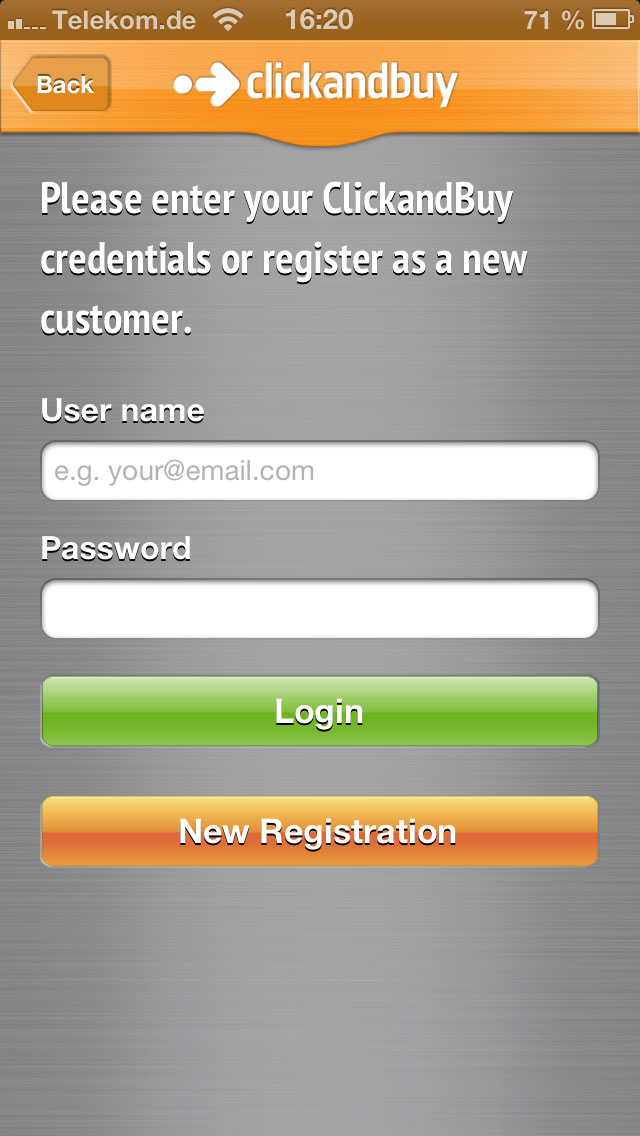 Telekom.de 16:20 71 %
Back clickandbuy
Please enter your ClickandBuy
credentials or register as a new
customer.
User name
e.g. your@email.com
Password
Login
New Registration